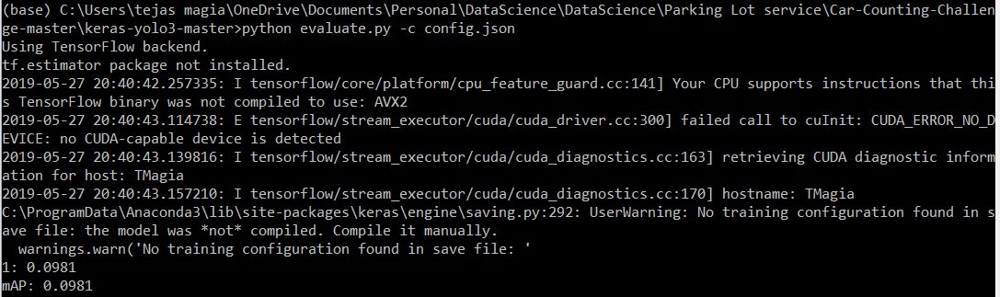 (base) C:\Users\tejas magia\OneDrive\Documents\Personal\DataScience\DataScience\Parking Lot service\Car-Counting-Challen
ge-master\keras-yolo3-master>python evaluate.py -c config.json
Using TensorFlow backend.
tf.estimator package not installed.
2019-05-27 20:40:42.257335: I tensorflow/core/platform/cpu_feature_guard.cc:141] Your CPU supports instructions that thi
s TensorFlow binary was not compiled to use: AVX2
2019-05-27 20:40:43.114738: E tensorflow/stream_executor/cuda/cuda_driver.cc:300] failed call to cuInit: CUDA_ERROR_NO_D
EVICE: no CUDA-capable device is detected
2019-05-27 20:40:43.139816: I tensorflow/stream_executor/cuda/cuda_diagnostics.cc:163] retrieving CUDA diagnostic inform
ation for host: TMagia
2019-05-27 20:40:43.157210: I tensorflow/stream_executor/cuda/cuda_diagnostics.cc:170] hostname: TMagia
C:\ProgramData\Anaconda3\lib\site-packages\keras\engine\saving.py:292: UserWarning: No training configuration found in s
ave file: the model was *not* compiled. Compile it manually.
  warnings.warn('No training configuration found in save file: '
1: 0.0981
mAP: 0.0981